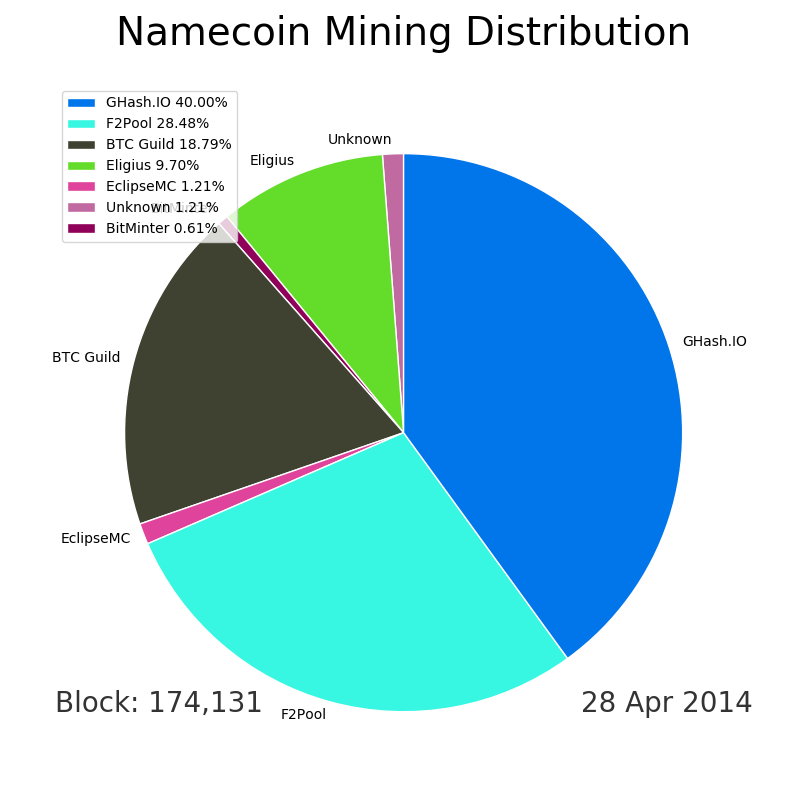 Namecoin Mining Distribution
GHash.IO 40.00%
F2Pool 28.48%
BTC Guild 18.79%
Eligius 9.70%
EclipseMC 1.21%
Unknown 1.21%
BitMinter 0.61%
Unknown
Eligius
BitMinter
GHash.IO
BTC Guild
EclipseMC
F2Pool
Block: 174,131
28 Apr 2014